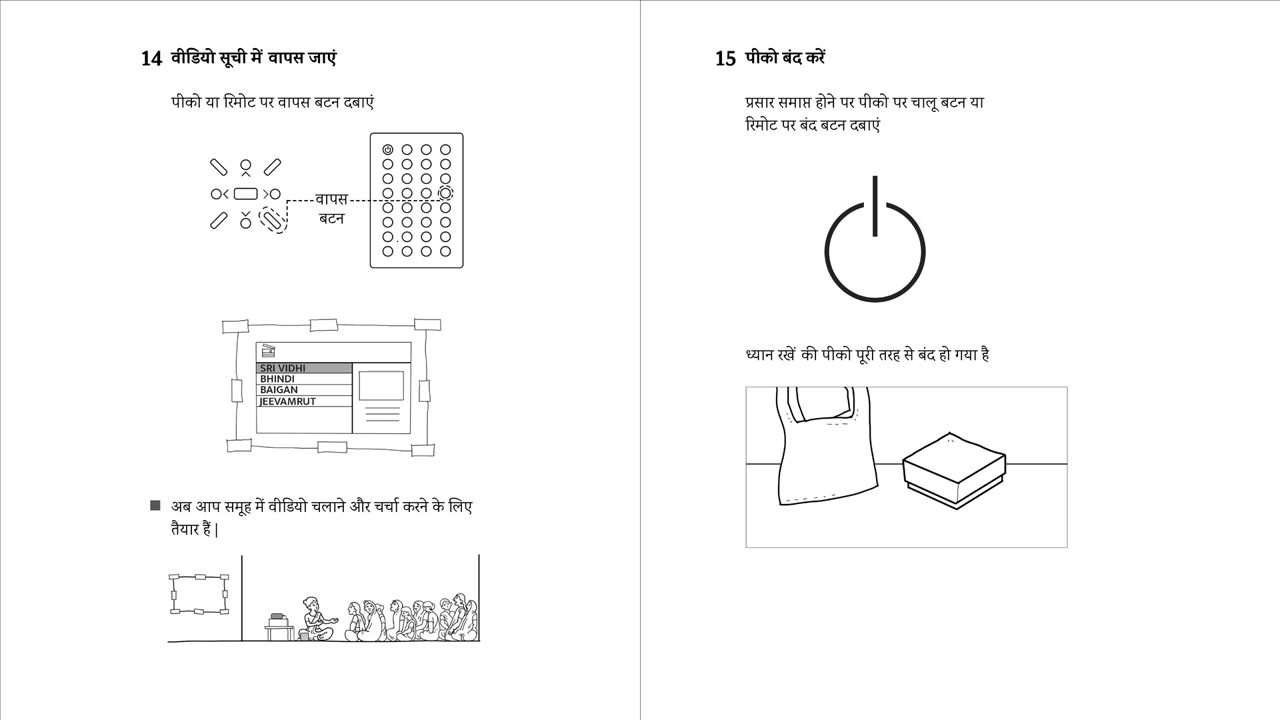 14 वीडियो सूची में वापस जाएं
पीको या रिमोट पर वापस बटन दबाएं
वापस
बटन
SRI VIDHI
BHINDI
BAIGAN
JEEVAMRUT
अब आप समूह में वीडियो चलाने और चर्चा करने के लिए
तैयार हैं |
15 पीको बंद करें
प्रसार समाप्त होने पर पीको पर चालू बटन या
रिमोट पर बंद बटन दबाएं
ध्यान रखें की पीको पूरी तरह से बंद हो गया है